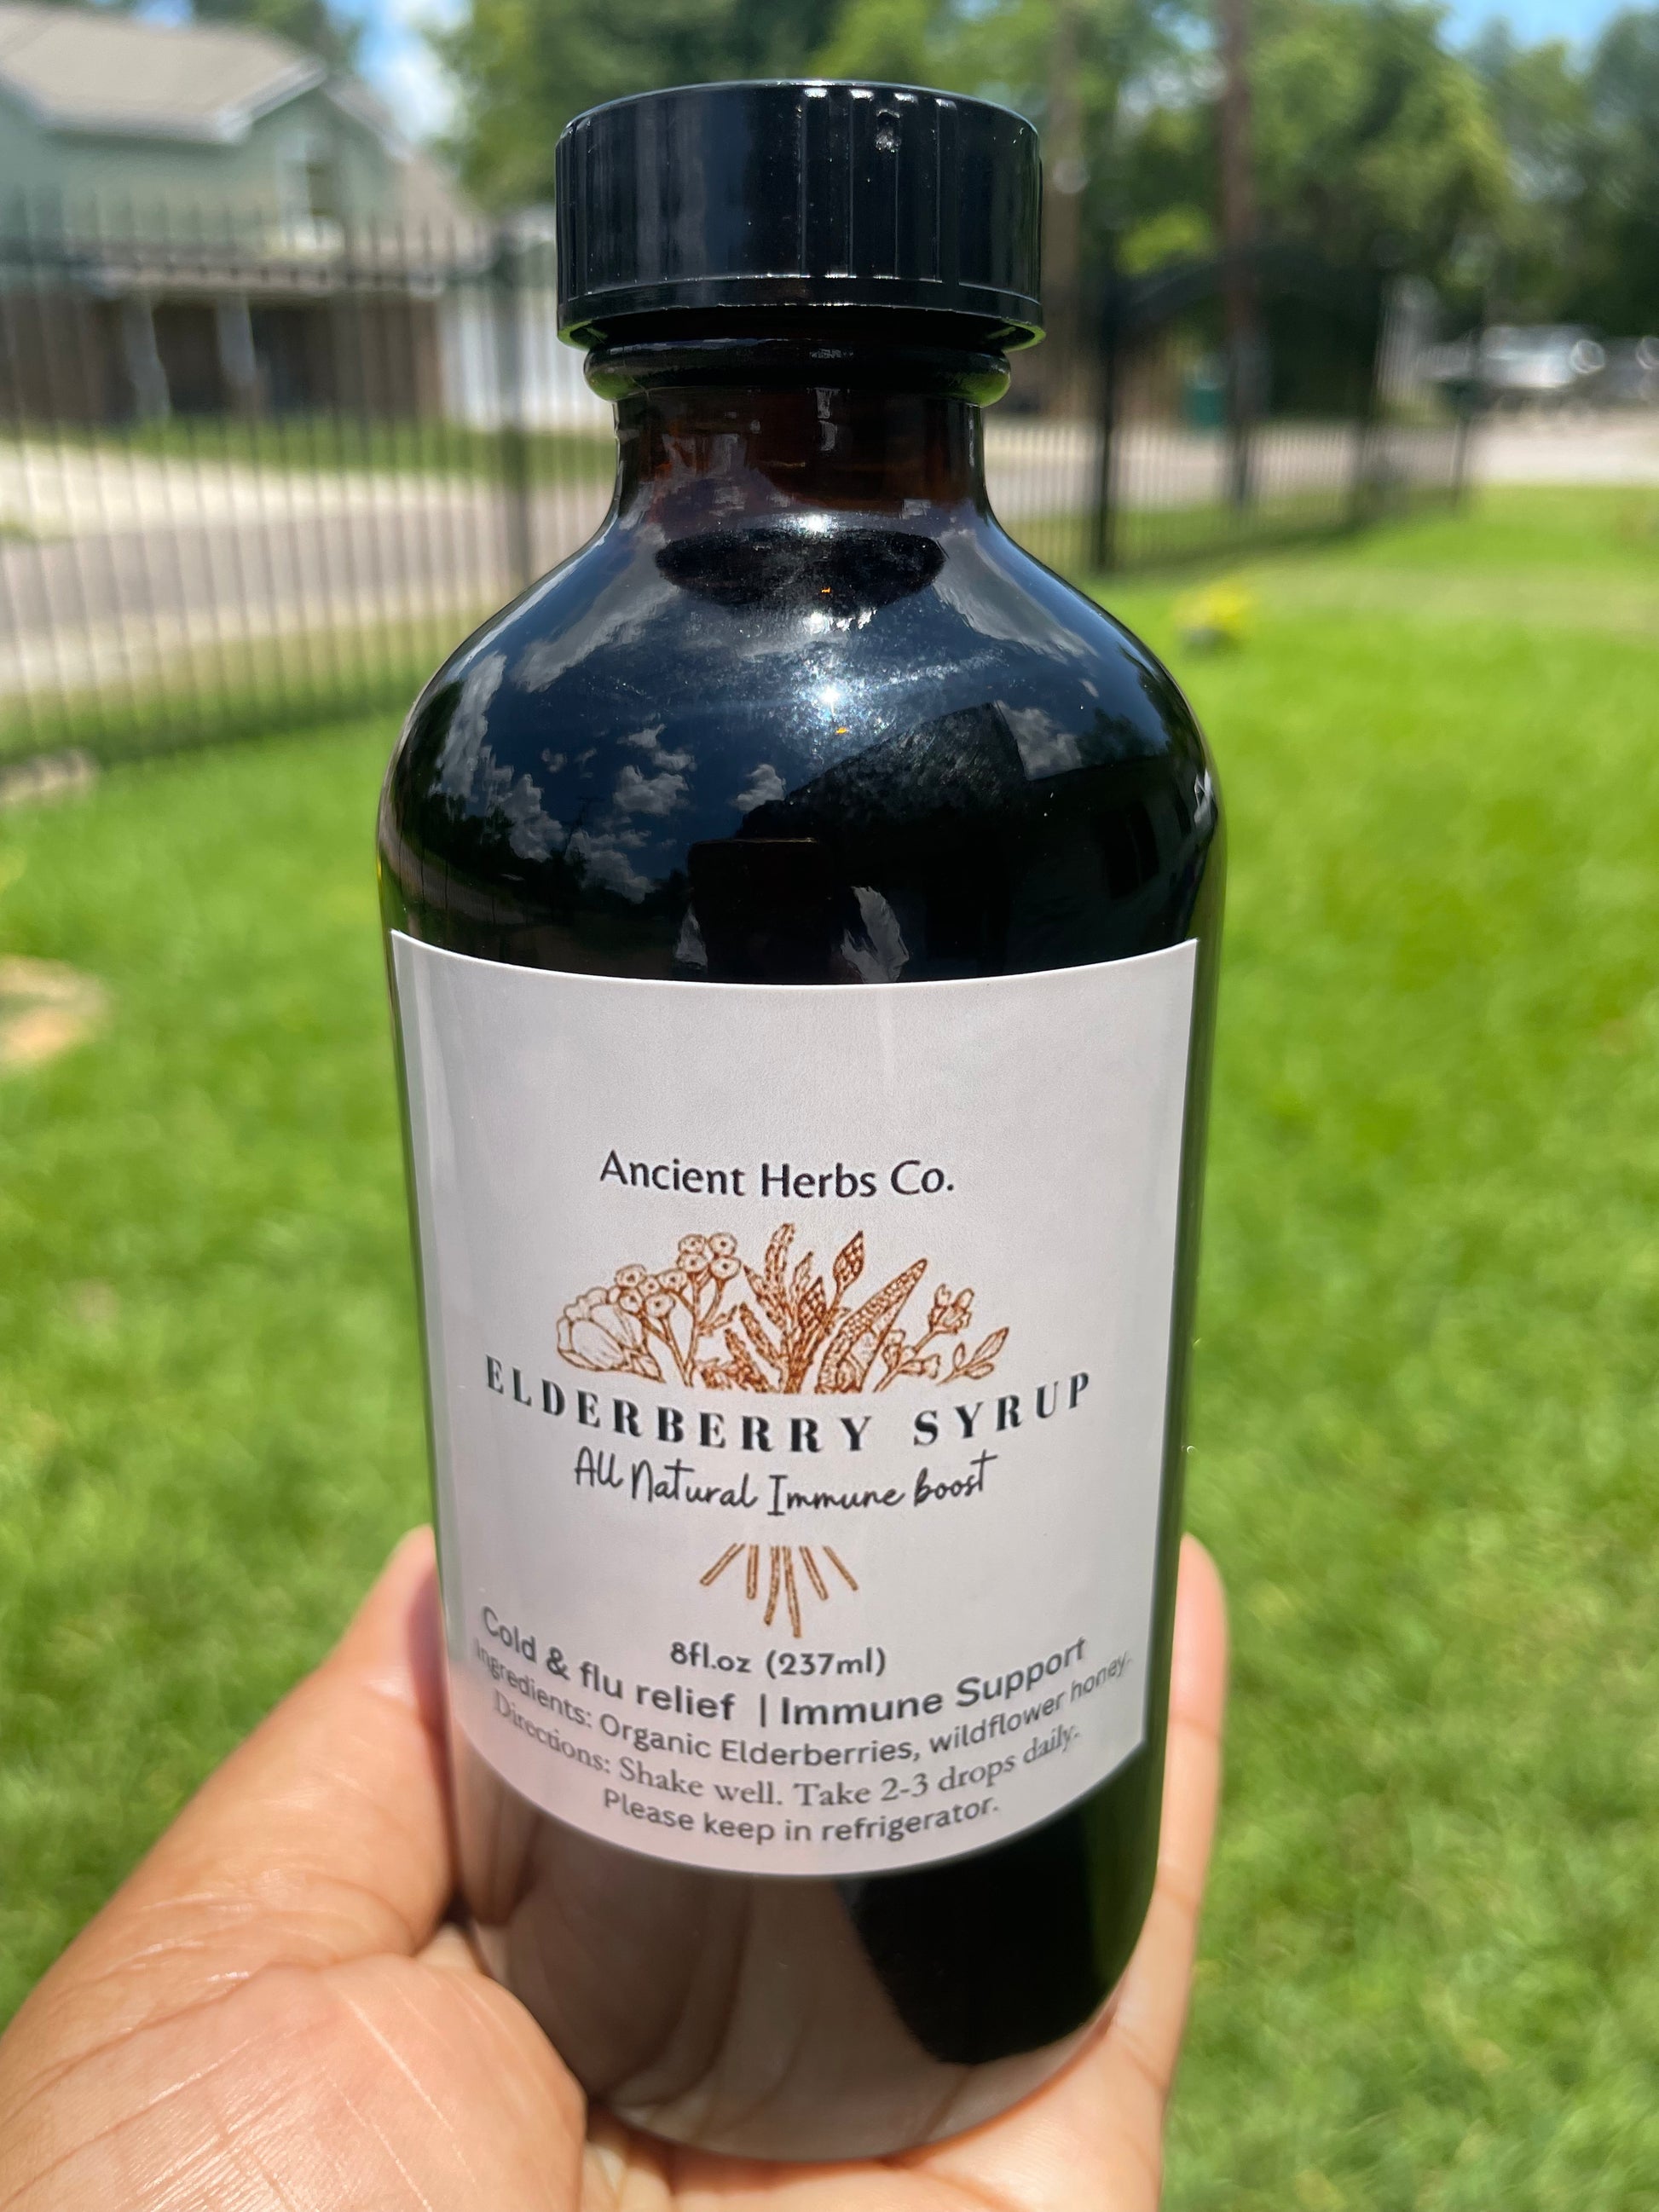 Ancient Herbs Co.
ELDERBERRY SYRUP
All Natural Immune boost
8fl.oz (237ml)
Cold & flu relief | Immune Support
Ingredients: Organic Elderberries, wildflower honey.
Directions: Shake well. Take 2-3 drops daily.
Please keep in refrigerator.